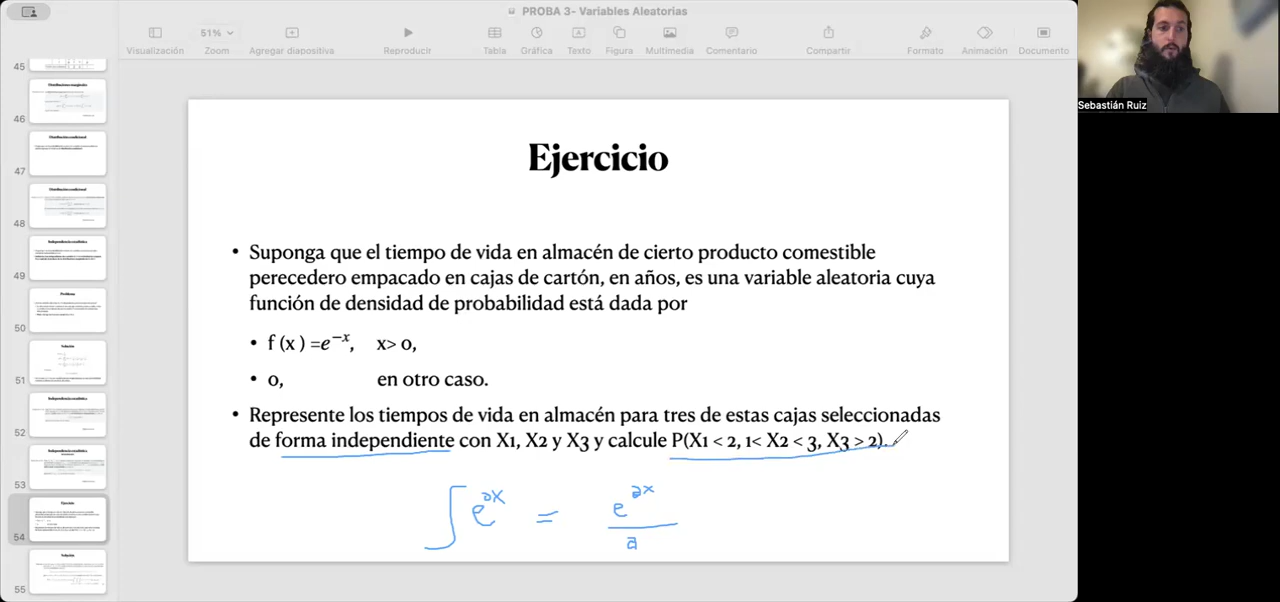 PROBA 3- Variables Aleatorias
51%
Visualización Zoom Agregar diapositiva Reproducir Tabla Gráfica Texto Figura Multimedia Comentario Compartir Formato Animación Documento
Sebastián Ruiz
45
46
47
48
49
50
51
52
53
54
55
Ejercicio
• Suponga que el tiempo de vida en almacén de cierto producto comestible
perecedero empacado en cajas de cartón, en años, es una variable aleatoria cuya
función de densidad de probabilidad está dada por
• f (x) =e^{−x}, x> 0,
• 0, en otro caso.
• Represente los tiempos de vida en almacén para tres de estas cajas seleccionadas
de forma independiente con X1, X2 y X3 y calcule P(X1 < 2, 1< X2 < 3, X3 > 2).
∫ e^{ax} = e^{ax} / a